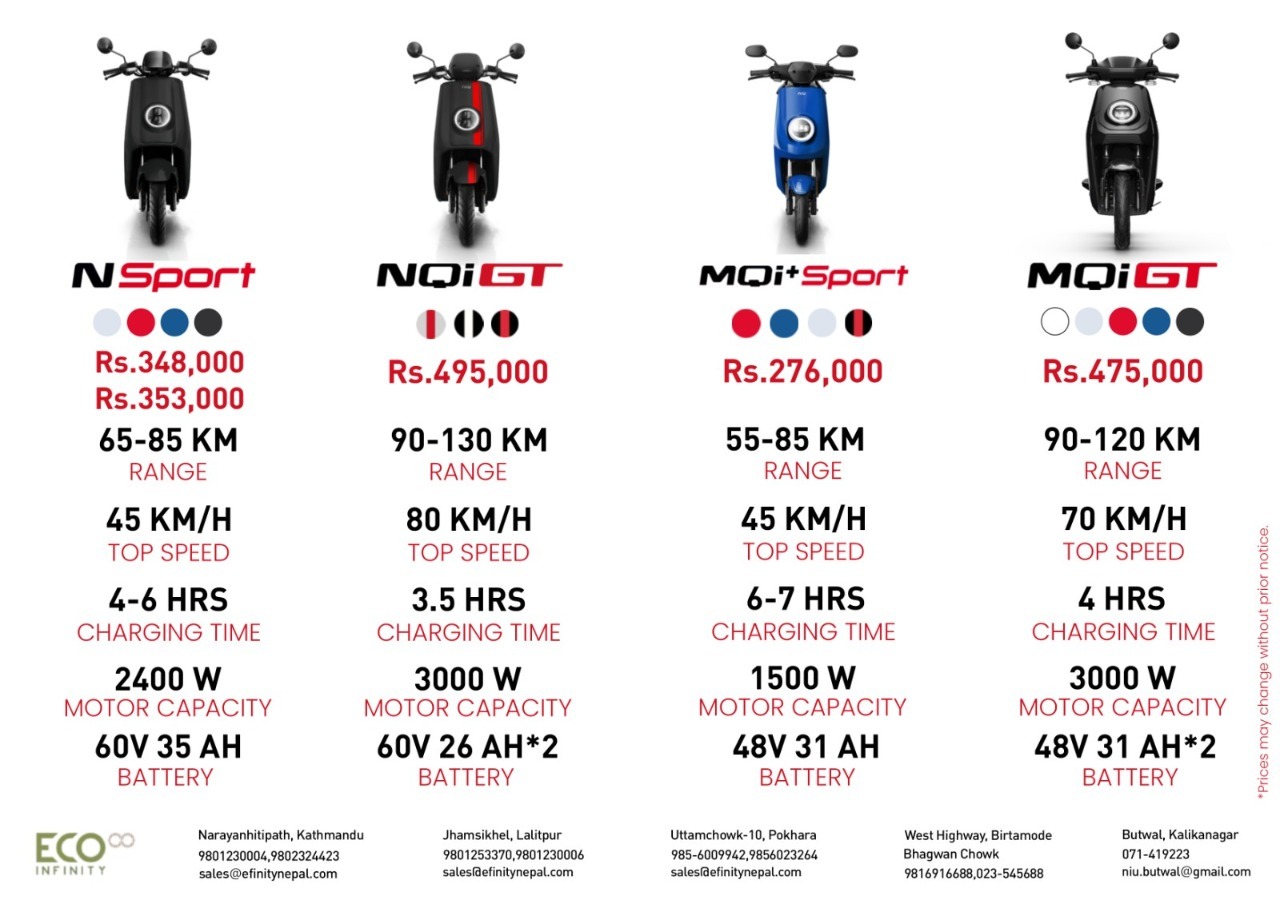 NSport
Rs.348,000
Rs.353,000
65-85 KM
RANGE
45 KM/H
TOP SPEED
4-6 HRS
CHARGING TIME
2400 W
MOTOR CAPACITY
60V 35 AH
BATTERY
NQiGT
Rs.495,000
90-130 KM
RANGE
80 KM/H
TOP SPEED
3.5 HRS
CHARGING TIME
3000 W
MOTOR CAPACITY
60V 26 AH*2
BATTERY
MQi+Sport
Rs.276,000
55-85 KM
RANGE
45 KM/H
TOP SPEED
6-7 HRS
CHARGING TIME
1500 W
MOTOR CAPACITY
48V 31 AH
BATTERY
MQiGT
Rs.475,000
90-120 KM
RANGE
70 KM/H
TOP SPEED
4 HRS
CHARGING TIME
3000 W
MOTOR CAPACITY
48V 31 AH*2
BATTERY
*Prices may change without prior notice.
ECO
INFINITY
Narayanhitipath, Kathmandu
9801230004,9802324423
sales@efinitynepal.com
Jhamsikhel, Lalitpur
9801253370,9801230006
sales@efinitynepal.com
Uttamchowk-10, Pokhara
985-6009942,9856023264
sales@efinitynepal.com
West Highway, Birtamode
Bhagwan Chowk
9816916688,023-545688
Butwal, Kalikanagar
071-419223
niu.butwal@gmail.com